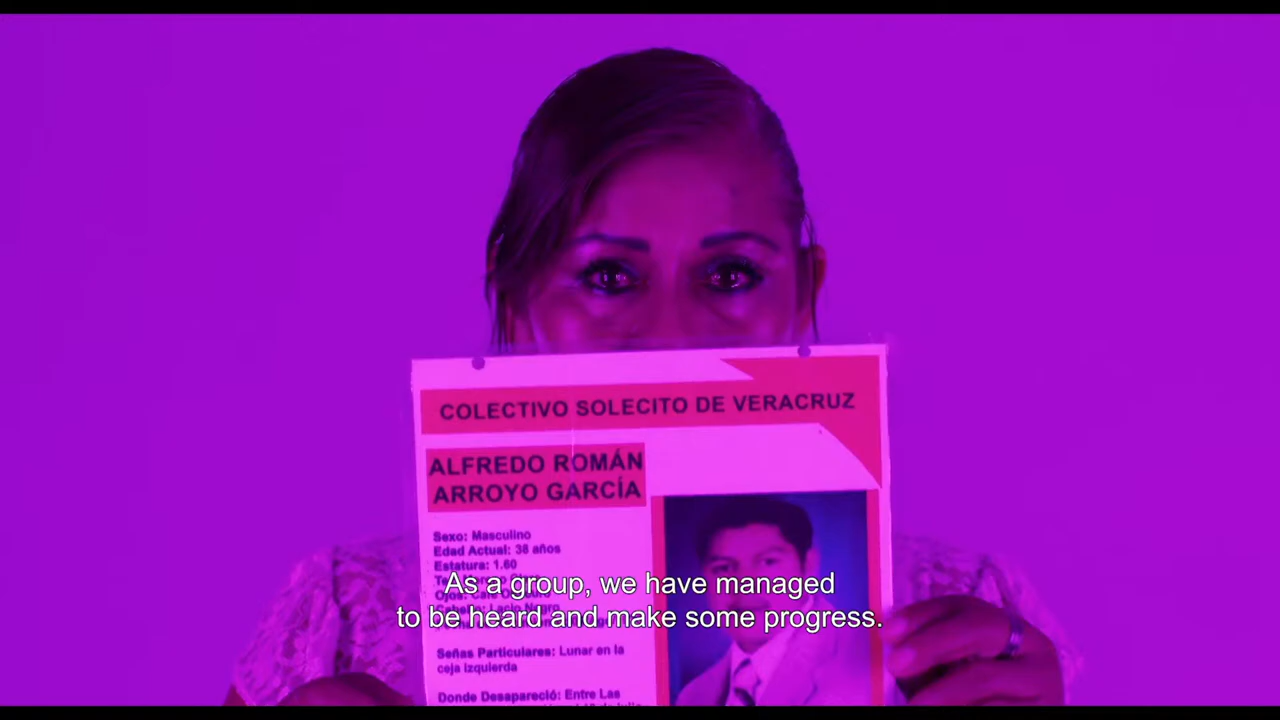 COLECTIVO SOLECITO DE VERACRUZ
ALFREDO ROMÁN
ARROYO GARCÍA
Sexo: Masculino
Edad Actual: 38 años
Estatura: 1.60
As a group, we have managed
to be heard and make some progress.
Señas Particulares: Lunar en la
ceja izquierda
Donde Desapareció: Entre Las